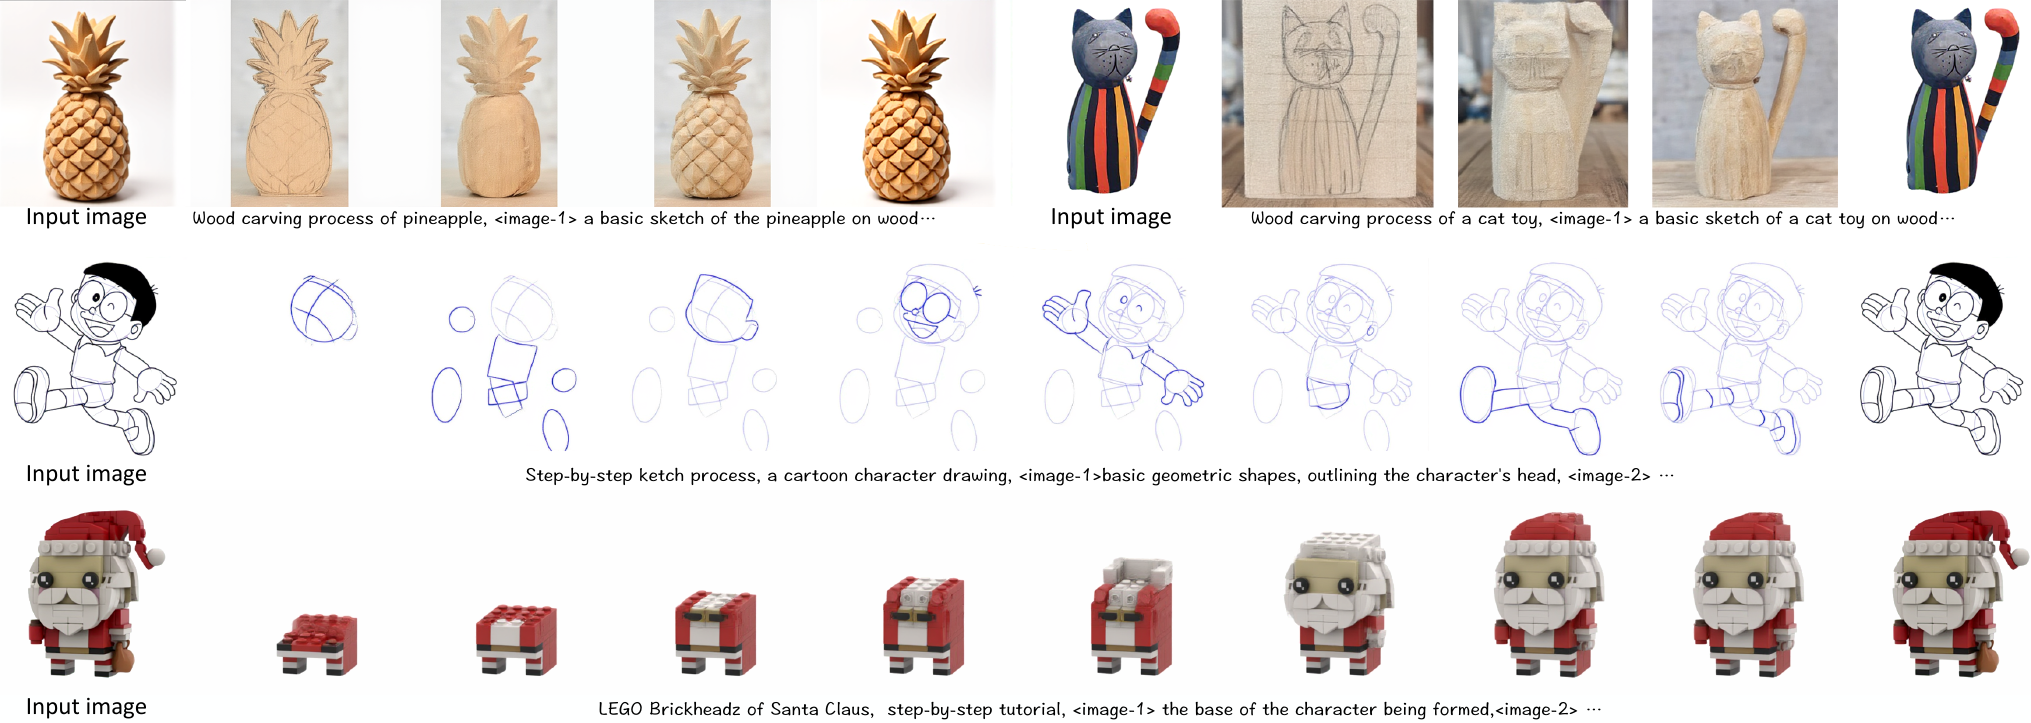 Input image
Wood carving process of pineapple, <image-1> a basic sketch of the pineapple on wood···
Input image
Wood carving process of a cat toy, <image-1> a basic sketch of a cat toy on wood···
Input image
Step-by-step ketch process, a cartoon character drawing, <image-1>basic geometric shapes, outlining the character's head, <image-2> ···
Input image
LEGO Brickheadz of Santa Claus, step-by-step tutorial, <image-1> the base of the character being formed,<image-2> ···